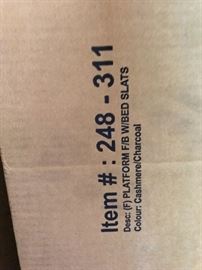 Item # : 248 - 311
Desc: (F) PLATFORM F/B W/BED SLATS
Colour: Cashmere/Charcoal